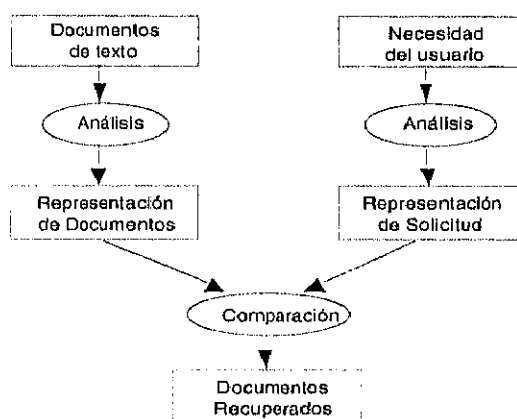 Documentos
de texto
Necesidad
del usuario
Análisis
Análisis
Representación
de Documentos
Representación
de Solicitud
Comparación
Documentos
Recuperados